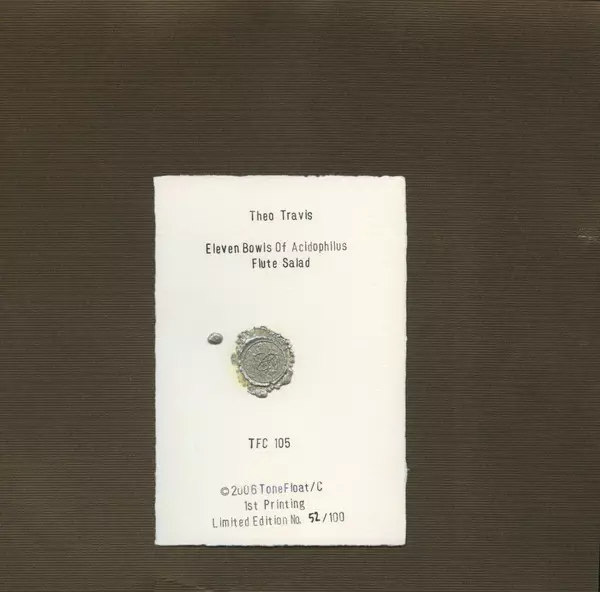 Theo Travis
Eleven Bowls Of Acidophilus
Flute Salad
TFC 105
©2006 ToneFloat/C
1st Printing
Limited Edition No. 52/100